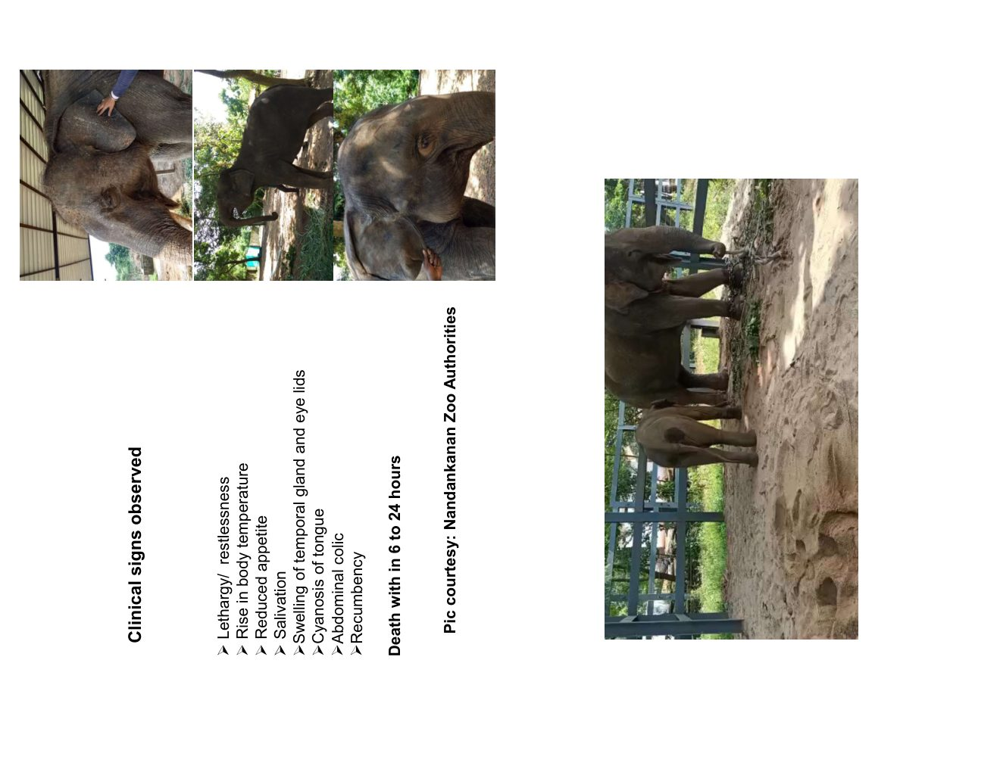 Clinical signs observed
➢ Lethargy/  restlessness
➢ Rise in body temperature
➢ Reduced appetite
➢ Salivation
➢Swelling of temporal gland and eye lids
➢Cyanosis of tongue
➢Abdominal colic
➢Recumbency
Death with in 6 to 24 hours
Pic courtesy: Nandankanan Zoo Authorities